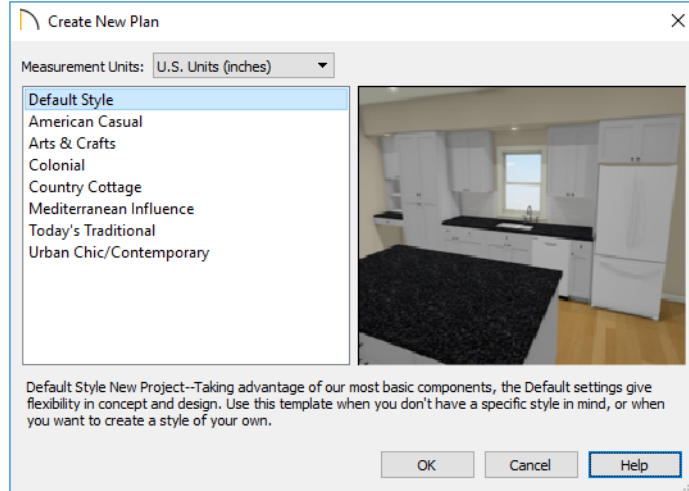 Create New Plan
Measurement Units: U.S. Units (inches)
Default Style
American Casual
Arts & Crafts
Colonial
Country Cottage
Mediterranean Influence
Today's Traditional
Urban Chic/Contemporary
Default Style New Project--Taking advantage of our most basic components, the Default settings give
flexibility in concept and design. Use this template when you don't have a specific style in mind, or when
you want to create a style of your own.
OK Cancel Help